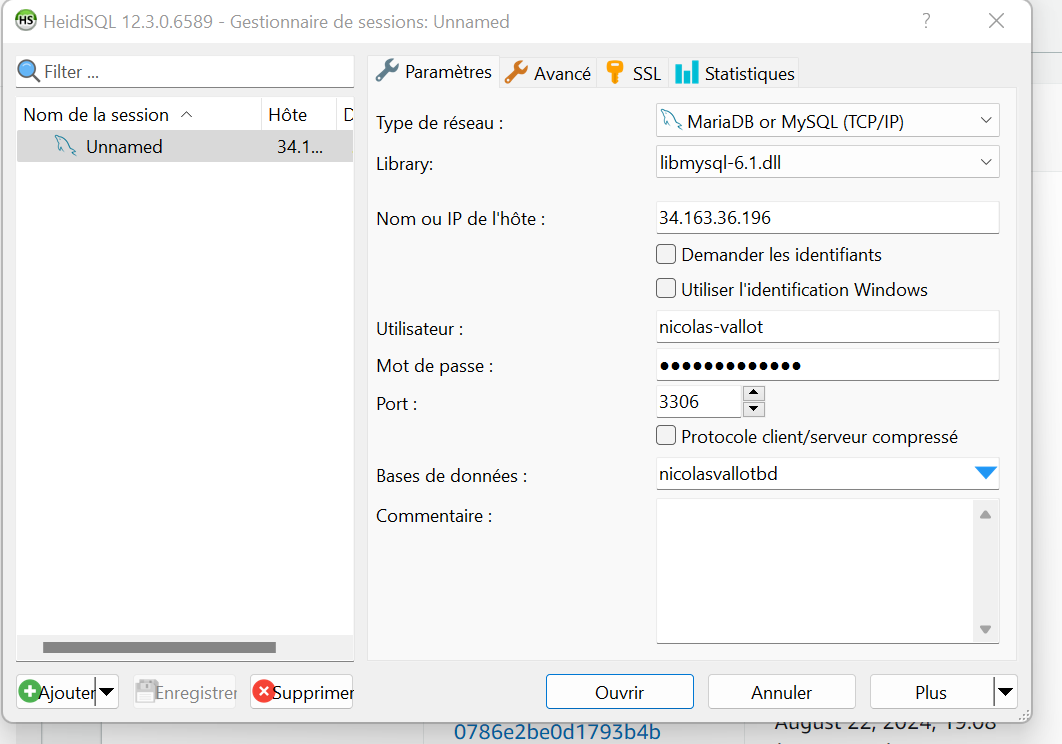 HeidiSQL 12.3.0.6589 - Gestionnaire de sessions: Unnamed
Filter ...
Nom de la session Hôte D
Unnamed 34.1...
Paramètres Avancé SSL Statistiques
Type de réseau : MariaDB or MySQL (TCP/IP)
Library: libmysql-6.1.dll
Nom ou IP de l'hôte : 34.163.36.196
Demander les identifiants
Utiliser l'identification Windows
Utilisateur : nicolas-vallot
Mot de passe : ●●●●●●●●●●●●●
Port : 3306
Protocole client/serveur compressé
Bases de données : nicolasvallotbd
Commentaire :
Ajouter Enregistrer Supprimer Ouvrir Annuler Plus
0786e2be0d1793b4b August 22, 2024, 19:08